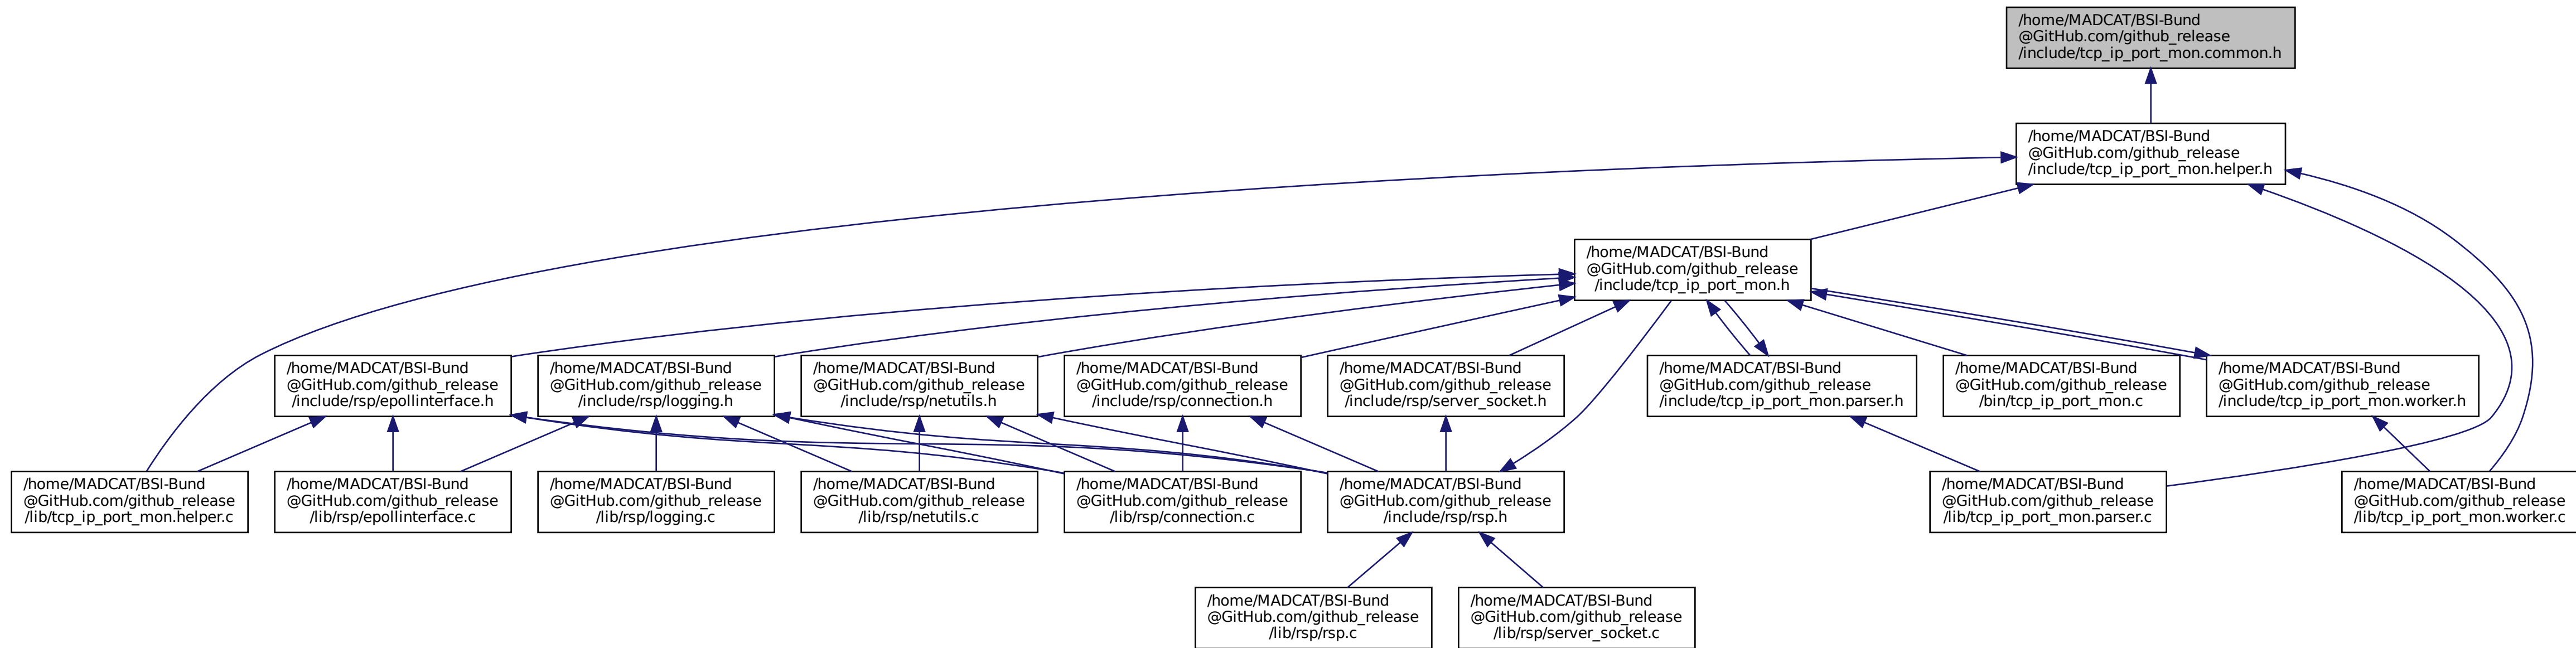 /home/MADCAT/BSI-Bund
@GitHub.com/github_release
/include/tcp_ip_port_mon.common.h
/home/MADCAT/BSI-Bund
@GitHub.com/github_release
/include/tcp_ip_port_mon.helper.h
/home/MADCAT/BSI-Bund
@GitHub.com/github_release
/include/tcp_ip_port_mon.h
/home/MADCAT/BSI-Bund
@GitHub.com/github_release
/include/rsp/epollinterface.h
/home/MADCAT/BSI-Bund
@GitHub.com/github_release
/include/rsp/logging.h
/home/MADCAT/BSI-Bund
@GitHub.com/github_release
/include/rsp/netutils.h
/home/MADCAT/BSI-Bund
@GitHub.com/github_release
/include/rsp/connection.h
/home/MADCAT/BSI-Bund
@GitHub.com/github_release
/include/rsp/server_socket.h
/home/MADCAT/BSI-Bund
@GitHub.com/github_release
/include/tcp_ip_port_mon.parser.h
/home/MADCAT/BSI-Bund
@GitHub.com/github_release
/bin/tcp_ip_port_mon.c
/home/MADCAT/BSI-Bund
@GitHub.com/github_release
/include/tcp_ip_port_mon.worker.h
/home/MADCAT/BSI-Bund
@GitHub.com/github_release
/lib/tcp_ip_port_mon.helper.c
/home/MADCAT/BSI-Bund
@GitHub.com/github_release
/lib/rsp/epollinterface.c
/home/MADCAT/BSI-Bund
@GitHub.com/github_release
/lib/rsp/logging.c
/home/MADCAT/BSI-Bund
@GitHub.com/github_release
/lib/rsp/netutils.c
/home/MADCAT/BSI-Bund
@GitHub.com/github_release
/lib/rsp/connection.c
/home/MADCAT/BSI-Bund
@GitHub.com/github_release
/include/rsp/rsp.h
/home/MADCAT/BSI-Bund
@GitHub.com/github_release
/lib/tcp_ip_port_mon.parser.c
/home/MADCAT/BSI-Bund
@GitHub.com/github_release
/lib/tcp_ip_port_mon.worker.c
/home/MADCAT/BSI-Bund
@GitHub.com/github_release
/lib/rsp/rsp.c
/home/MADCAT/BSI-Bund
@GitHub.com/github_release
/lib/rsp/server_socket.c